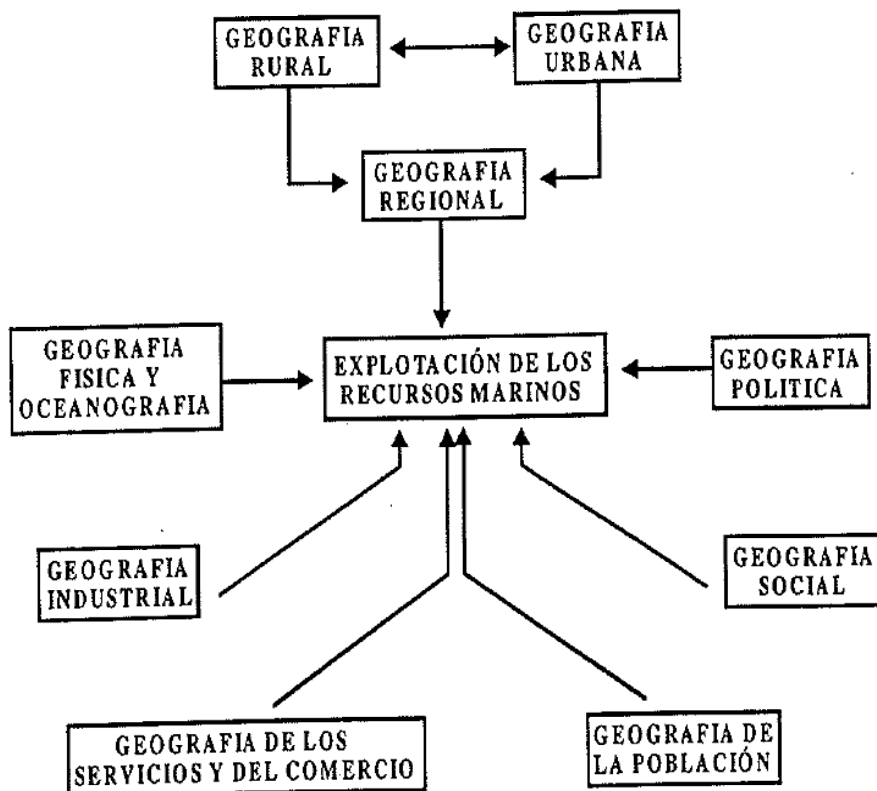 GEOGRAFIA
RURAL
GEOGRAFIA
URBANA
GEOGRAFIA
REGIONAL
GEOGRAFIA
FISICA Y
OCEANOGRAFIA
EXPLOTACIÓN DE LOS
RECURSOS MARINOS
GEOGRAFIA
POLITICA
GEOGRAFIA
INDUSTRIAL
GEOGRAFIA
SOCIAL
GEOGRAFIA DE LOS
SERVICIOS Y DEL COMERCIO
GEOGRAFIA DE
LA POBLACIÓN